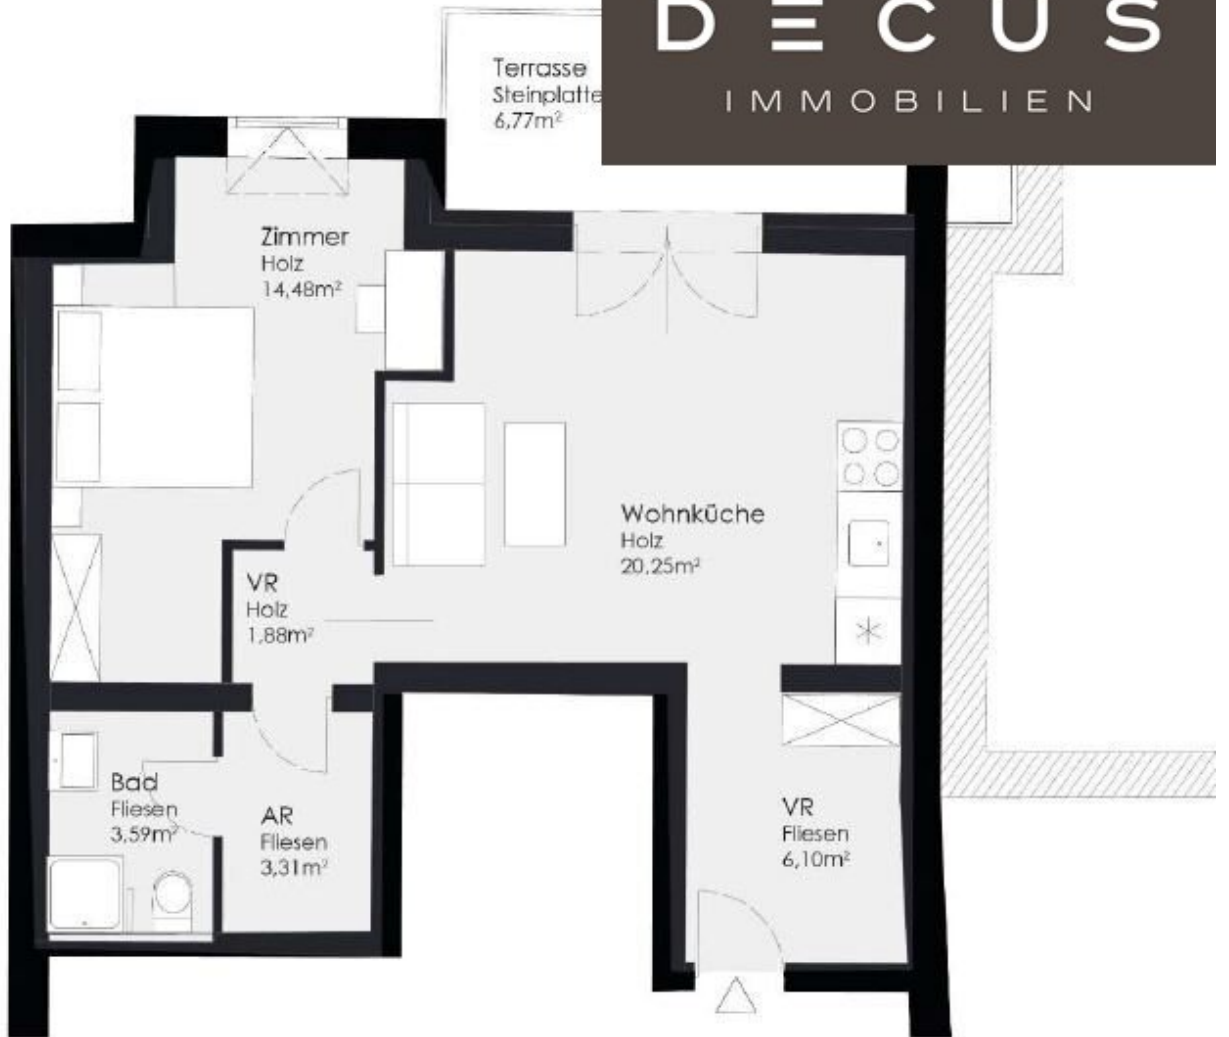 DECUS
IMMOBILIEN
Terrasse
Steinplatte
6,77m²
Zimmer
Holz
14,48m²
Wohnküche
Holz
20,25m²
VR
Holz
1,88m²
Bad
Fliesen
3,59m²
AR
Fliesen
3,31m²
VR
Fliesen
6,10m²